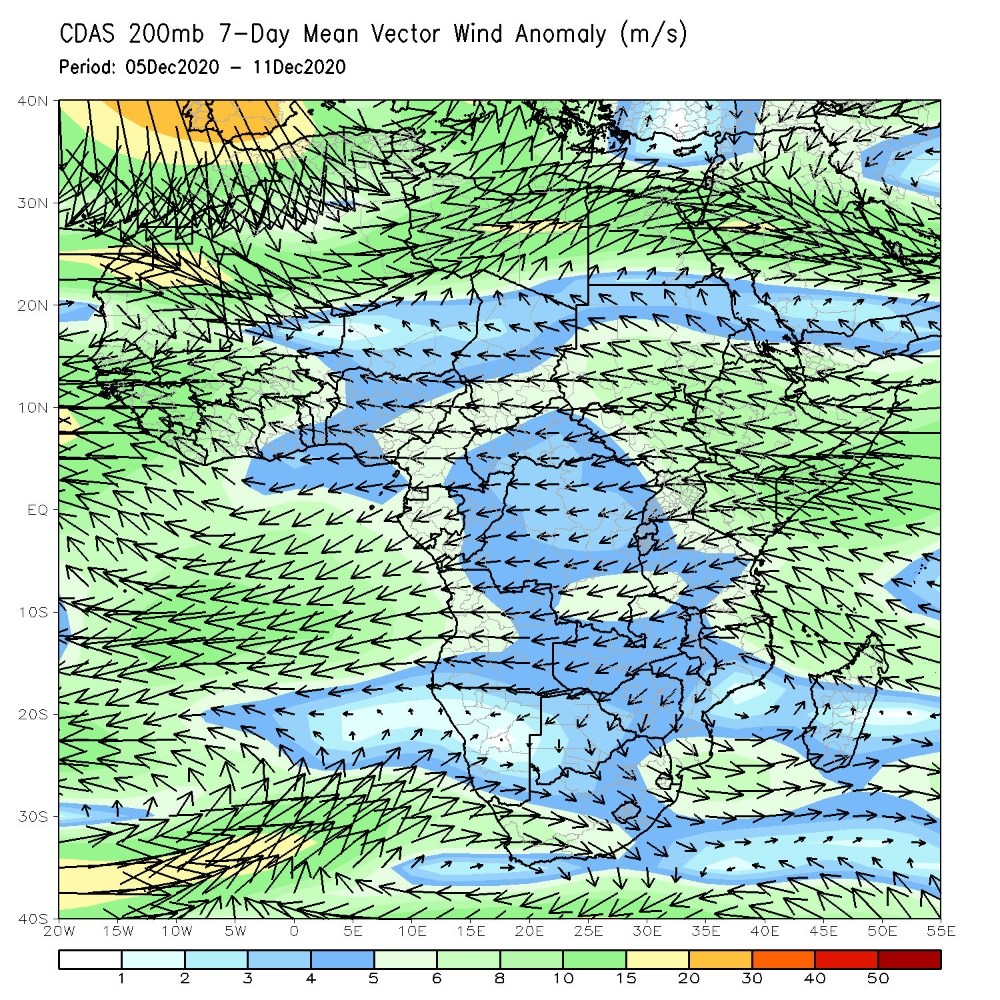 CDAS 200mb 7-Day Mean Vector Wind Anomaly (m/s)
Period: 05Dec2020 - 11Dec2020
40N
30N
20N
10N
EQ
10S
20S
30S
40S
20W 15W 10W 5W 0 5E 10E 15E 20E 25E 30E 35E 40E 45E 50E 55E
1 2 3 4 5 6 8 10 15 20 30 40 50